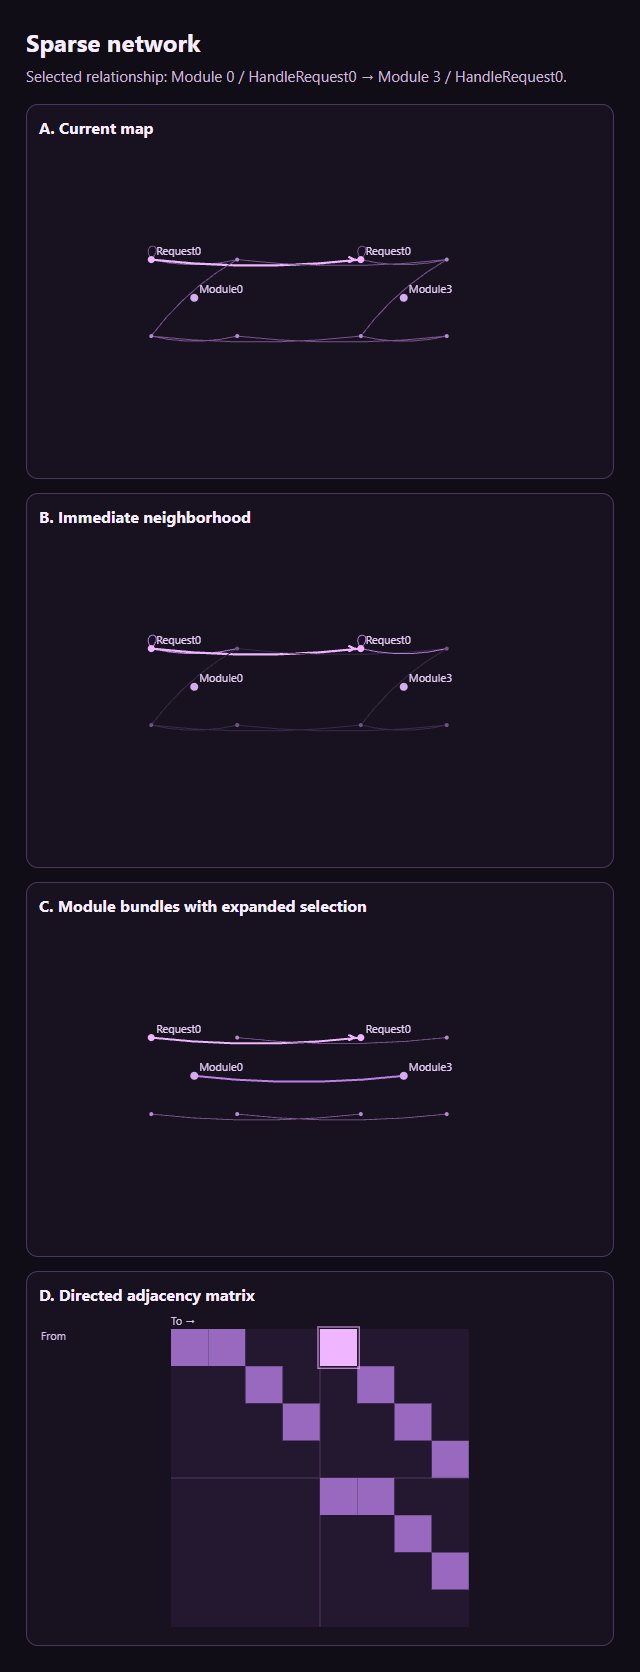 Sparse network
Selected relationship: Module 0 / HandleRequest0 → Module 3 / HandleRequest0.
A. Current map
Request0 Request0
Module0 Module3
B. Immediate neighborhood
Request0 Request0
Module0 Module3
C. Module bundles with expanded selection
Request0 Request0
Module0 Module3
D. Directed adjacency matrix
To →
From